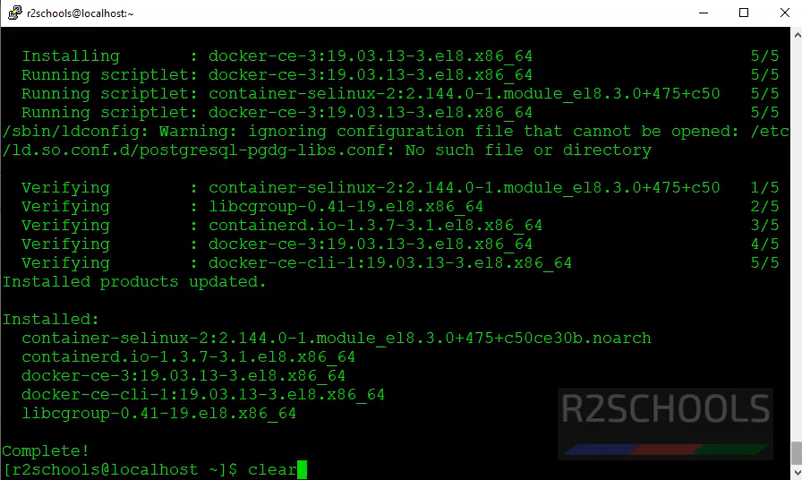 r2schools@localhost:~
Installing : docker-ce-3:19.03.13-3.el8.x86_64 5/5
Running scriptlet: docker-ce-3:19.03.13-3.el8.x86_64 5/5
Running scriptlet: container-selinux-2:2.144.0-1.module_el8.3.0+475+c50 5/5
Running scriptlet: docker-ce-3:19.03.13-3.el8.x86_64 5/5
/sbin/ldconfig: Warning: ignoring configuration file that cannot be opened: /etc
/ld.so.conf.d/postgresql-pgdg-libs.conf: No such file or directory
Verifying : container-selinux-2:2.144.0-1.module_el8.3.0+475+c50 1/5
Verifying : libcgroup-0.41-19.el8.x86_64 2/5
Verifying : containerd.io-1.3.7-3.1.el8.x86_64 3/5
Verifying : docker-ce-3:19.03.13-3.el8.x86_64 4/5
Verifying : docker-ce-cli-1:19.03.13-3.el8.x86_64 5/5
Installed products updated.
Installed:
container-selinux-2:2.144.0-1.module_el8.3.0+475+c50ce30b.noarch
containerd.io-1.3.7-3.1.el8.x86_64
docker-ce-3:19.03.13-3.el8.x86_64
docker-ce-cli-1:19.03.13-3.el8.x86_64
libcgroup-0.41-19.el8.x86_64
R2SCHOOLS
Complete!
[r2schools@localhost ~]$ clear